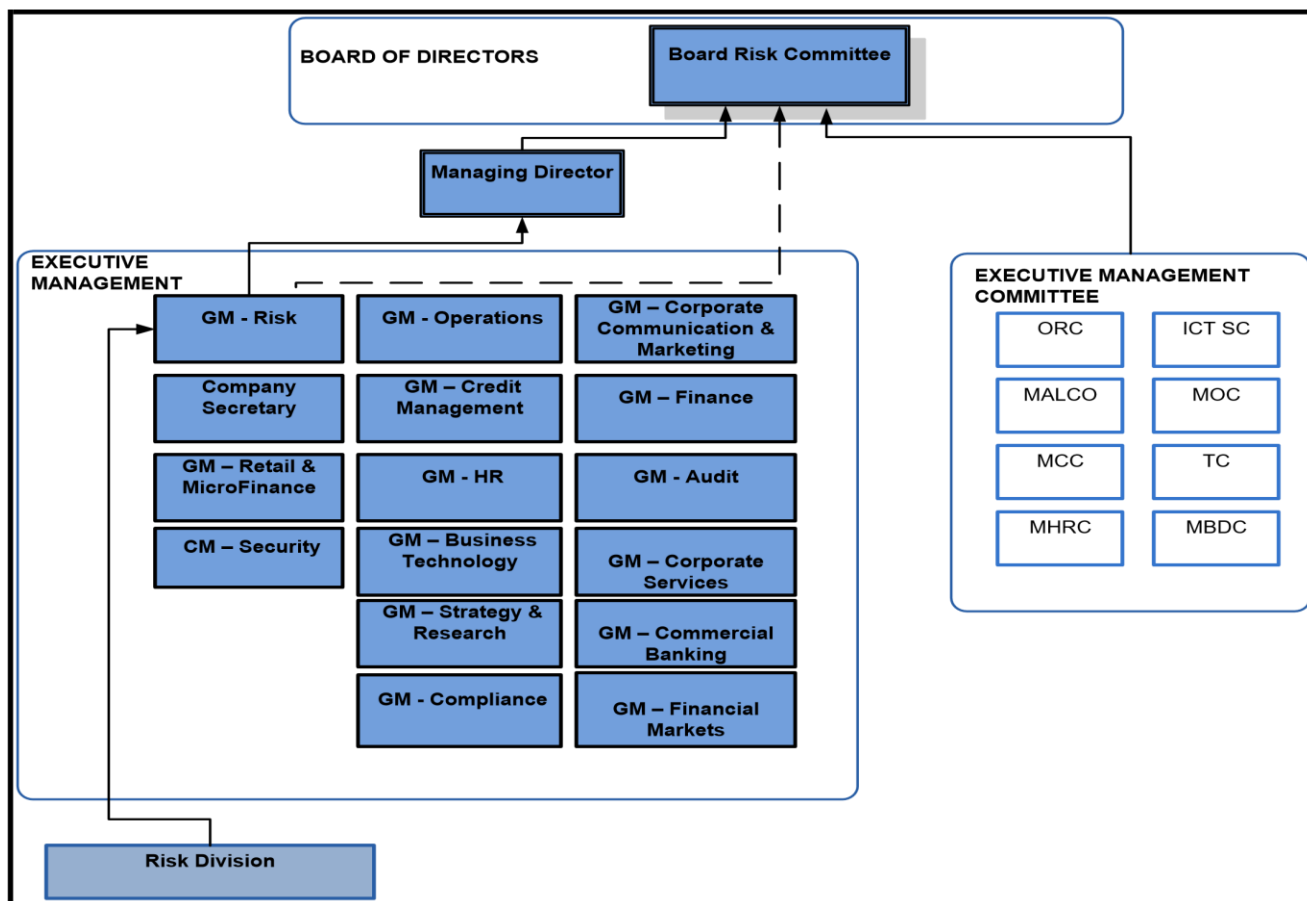 BOARD OF DIRECTORS
Board Risk Committee
Managing Director
EXECUTIVE
MANAGEMENT
GM - Risk
GM - Operations
GM – Corporate
Communication &
Marketing
Company
Secretary
GM – Credit
Management
GM – Finance
GM – Retail &
MicroFinance
GM - HR
GM - Audit
CM – Security
GM – Business
Technology
GM – Corporate
Services
GM – Strategy &
Research
GM – Commercial
Banking
GM - Compliance
GM – Financial
Markets
EXECUTIVE MANAGEMENT
COMMITTEE
ORC
ICT SC
MALCO
MOC
MCC
TC
MHRC
MBDC
Risk Division